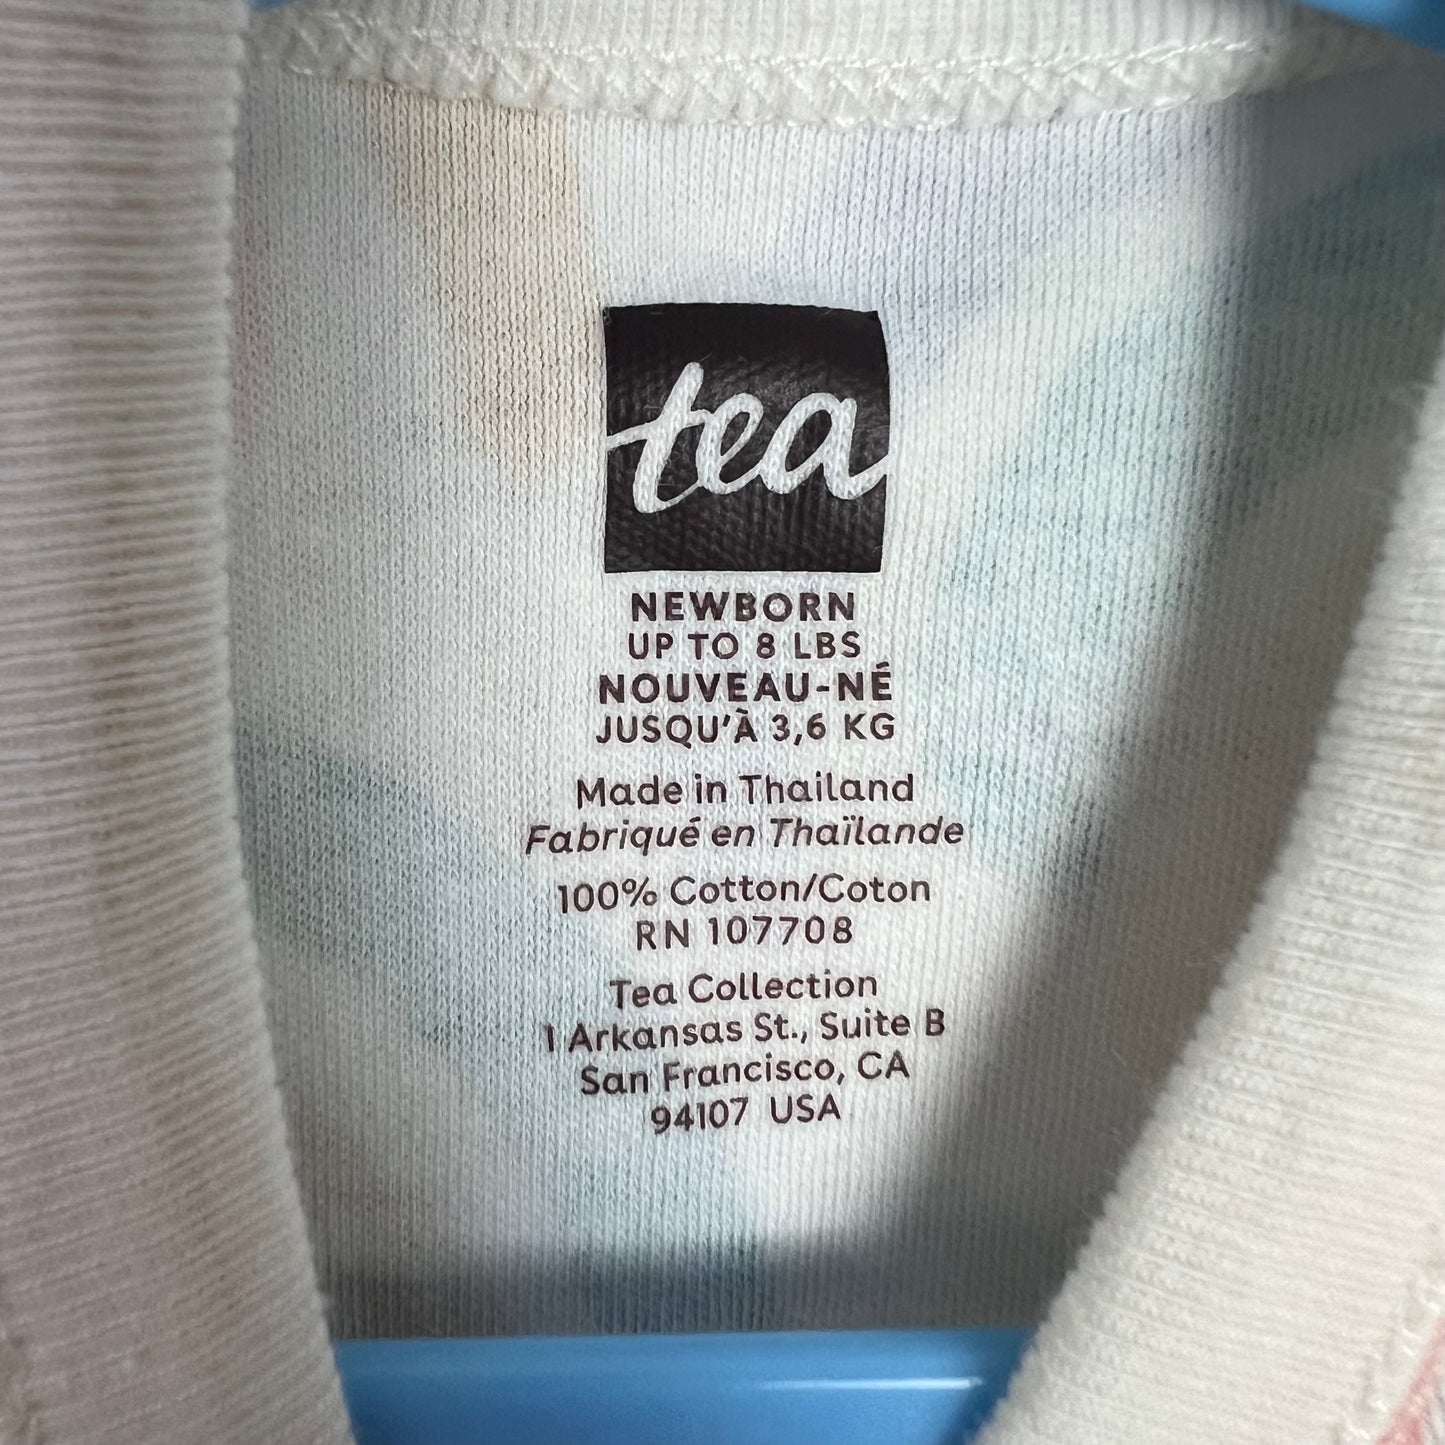 tea
NEWBORN
UP TO 8 LBS
NOUVEAU-NÉ
JUSQU'À 3,6 KG
Made in Thailand
Fabriqué en Thaïlande
100% Cotton/Coton
RN 107708
Tea Collection
1 Arkansas St., Suite B
San Francisco, CA
94107 USA